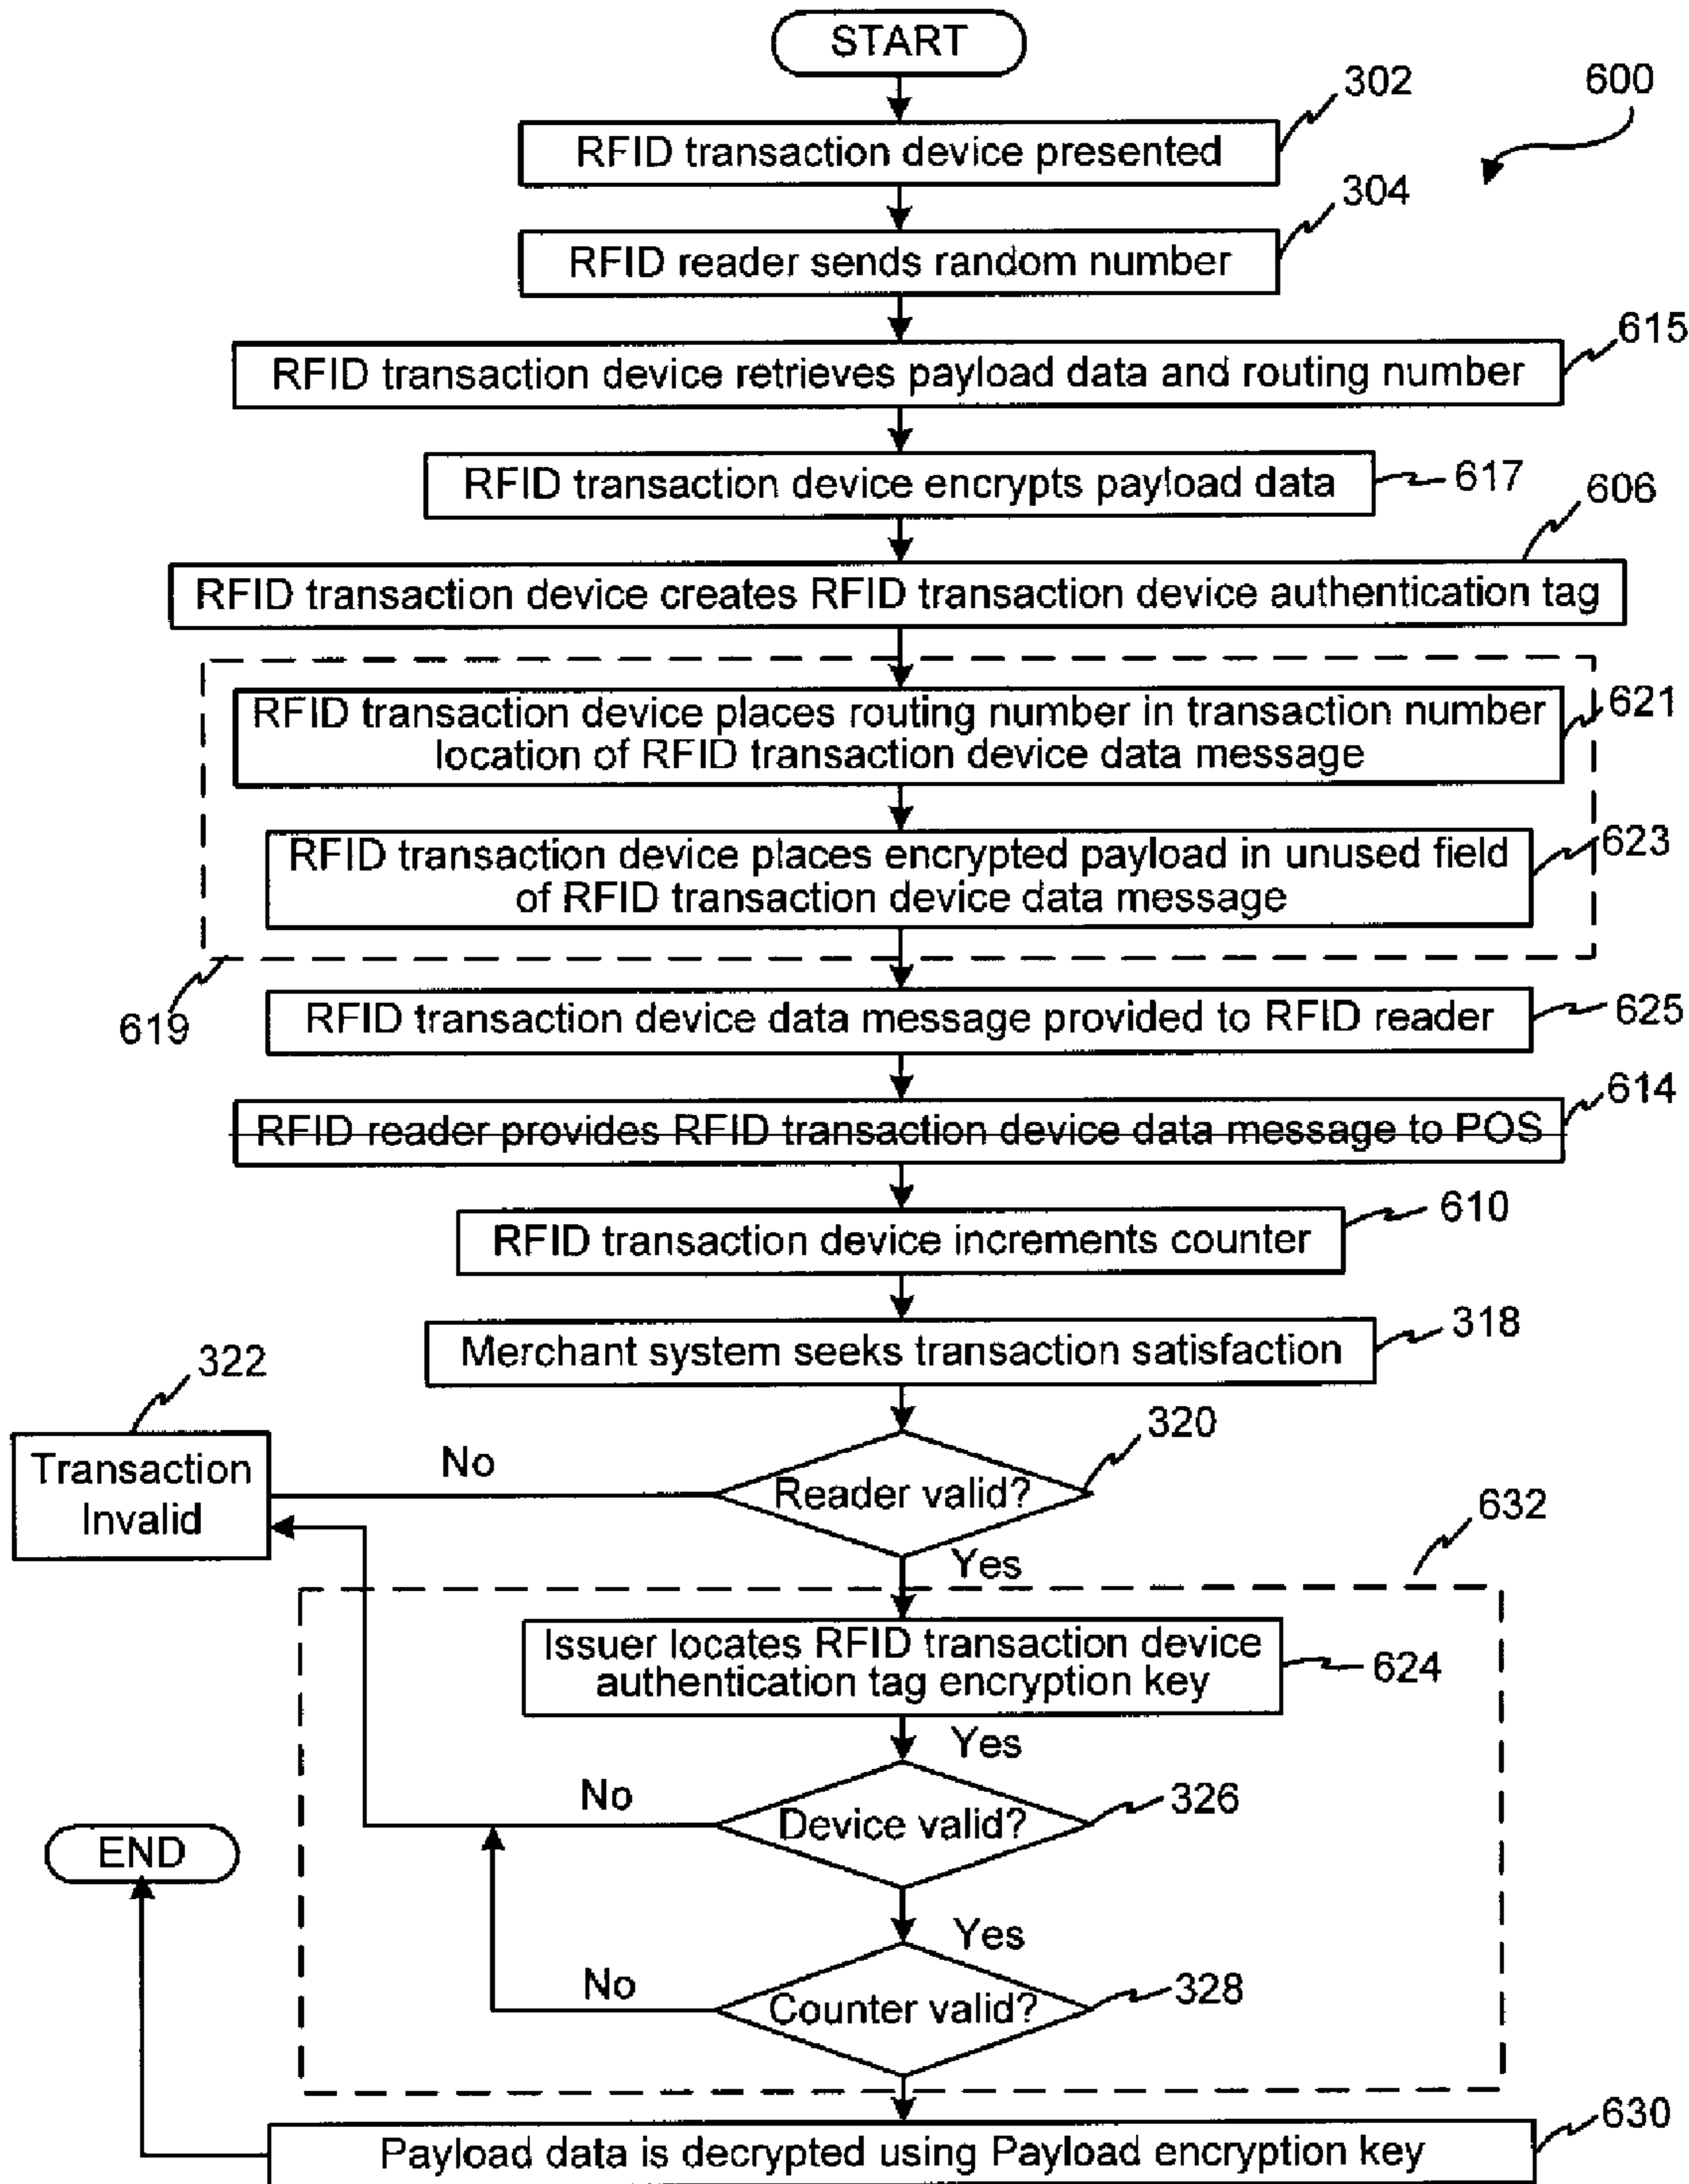 START
302
600
RFID transaction device presented
304
RFID reader sends random number
615
RFID transaction device retrieves payload data and routing number
RFID transaction device encrypts payload data
617
606
RFID transaction device creates RFID transaction device authentication tag
RFID transaction device places routing number in transaction number
location of RFID transaction device data message
621
RFID transaction device places encrypted payload in unused field
of RFID transaction device data message
623
619
RFID transaction device data message provided to RFID reader
625
614
RFID reader provides RFID transaction device data message to POS
RFID transaction device increments counter
610
Merchant system seeks transaction satisfaction
318
322
320
Transaction
Invalid
No
Reader valid?
632
Yes
Issuer locates RFID transaction device
authentication tag encryption key
624
Yes
No
Device valid?
326
END
Yes
No
Counter valid?
328
630
Payload data is decrypted using Payload encryption key